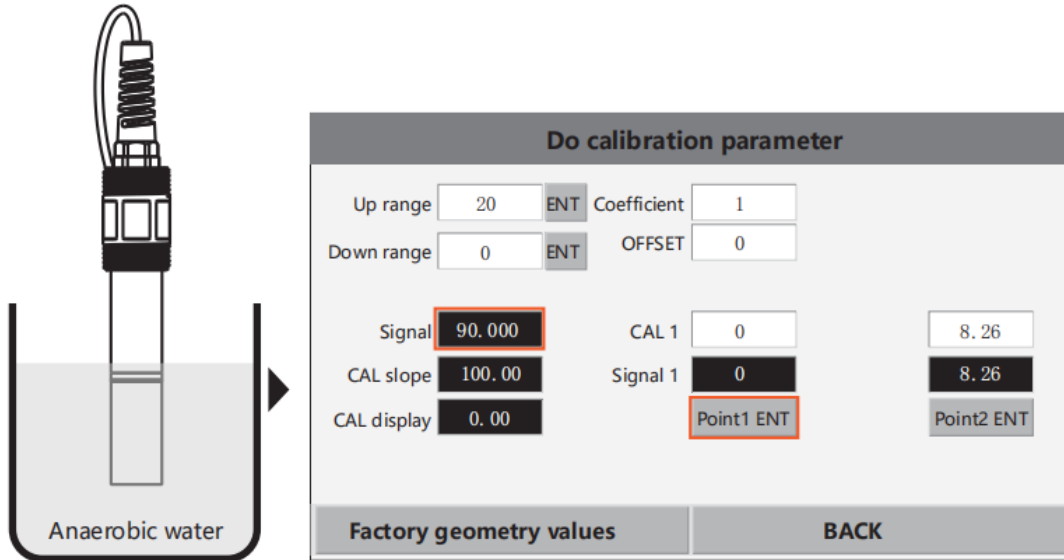 Do calibration parameter
Up range 20 ENT Coefficient 1
Down range 0 ENT OFFSET 0
Signal 90.000 CAL 1 0 8.26
CAL slope 100.00 Signal 1 0 8.26
CAL display 0.00 Point1 ENT Point2 ENT
Anaerobic water
Factory geometry values BACK